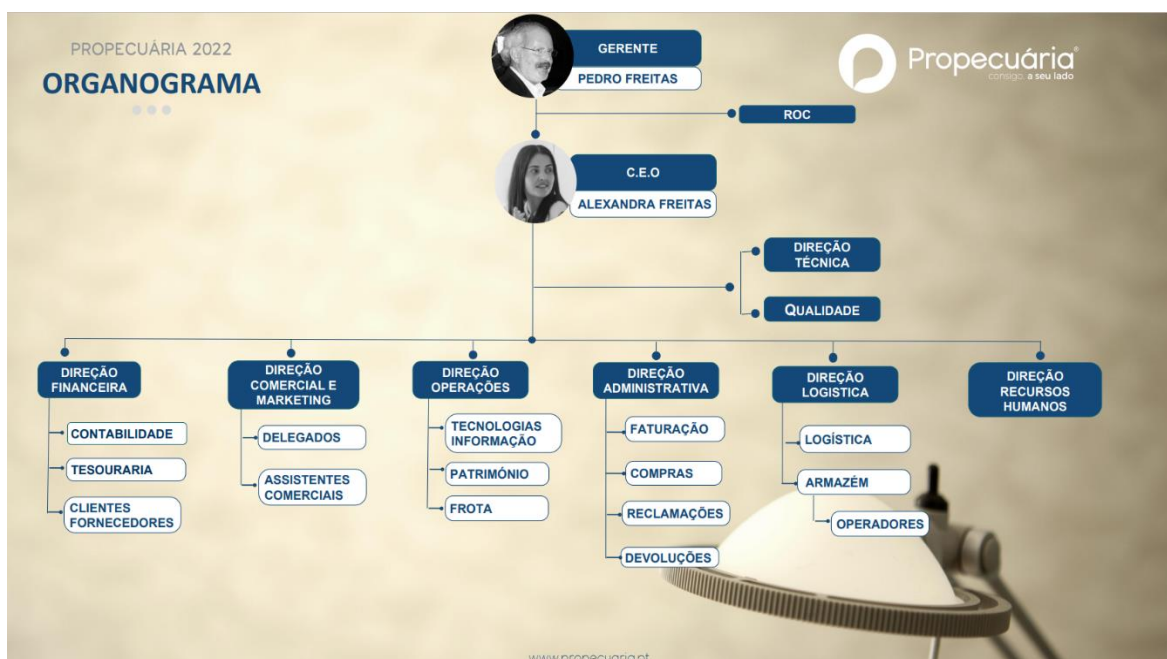 PROPECUÁRIA 2022
ORGANOGRAMA
GERENTE
PEDRO FREITAS
Propecuária®
consigo, a seu lado
ROC
C.E.O
ALEXANDRA FREITAS
DIREÇÃO
TÉCNICA
QUALIDADE
DIREÇÃO
FINANCEIRA
CONTABILIDADE
TESOURARIA
CLIENTES
FORNECEDORES
DIREÇÃO
COMERCIAL E
MARKETING
DELEGADOS
ASSISTENTES
COMERCIAIS
DIREÇÃO
OPERAÇÕES
TECNOLOGIAS
INFORMAÇÃO
PATRIMÓNIO
FROTA
DIREÇÃO
ADMINISTRATIVA
FATURAÇÃO
COMPRAS
RECLAMAÇÕES
DEVOLUÇÕES
DIREÇÃO
LOGISTICA
LOGÍSTICA
ARMAZÉM
OPERADORES
DIREÇÃO
RECURSOS
HUMANOS
www.propecuaria.pt